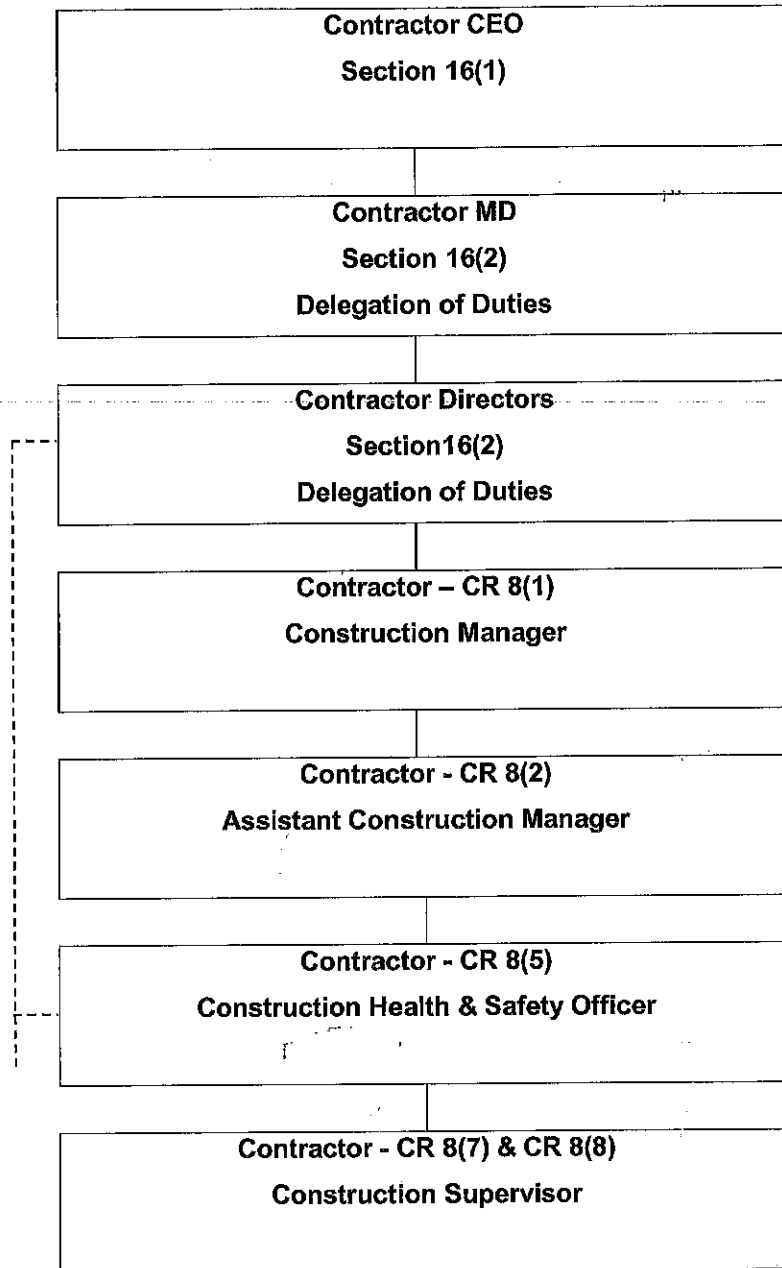 Contractor CEO
Section 16(1)
Contractor MD
Section 16(2)
Delegation of Duties
Contractor Directors
Section16(2)
Delegation of Duties
Contractor – CR 8(1)
Construction Manager
Contractor - CR 8(2)
Assistant Construction Manager
Contractor - CR 8(5)
Construction Health & Safety Officer
Contractor - CR 8(7) & CR 8(8)
Construction Supervisor